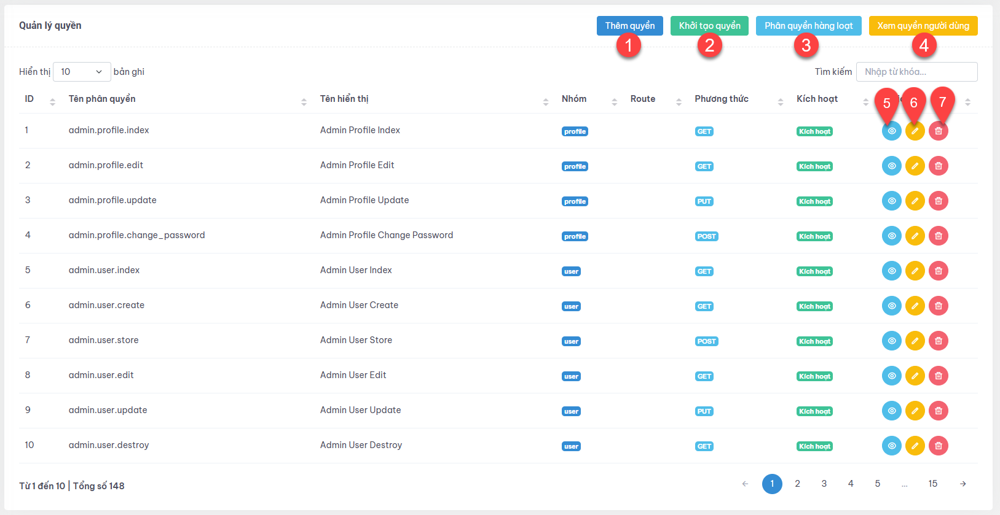 Quản lý quyền Thêm quyền Khởi tạo quyền Phân quyền hàng loạt Xem quyền người dùng
1 2 3 4
Hiển thị 10 bản ghi Tìm kiếm Nhập từ khóa...
ID Tên phân quyền Tên hiển thị Nhóm Route Phương thức Kích hoạt 5 6 7
1 admin.profile.index Admin Profile Index profile GET Kích hoạt
2 admin.profile.edit Admin Profile Edit profile GET Kích hoạt
3 admin.profile.update Admin Profile Update profile PUT Kích hoạt
4 admin.profile.change_password Admin Profile Change Password profile POST Kích hoạt
5 admin.user.index Admin User Index user GET Kích hoạt
6 admin.user.create Admin User Create user GET Kích hoạt
7 admin.user.store Admin User Store user POST Kích hoạt
8 admin.user.edit Admin User Edit user GET Kích hoạt
9 admin.user.update Admin User Update user PUT Kích hoạt
10 admin.user.destroy Admin User Destroy user GET Kích hoạt
Từ 1 đến 10 | Tổng số 148 ← 1 2 3 4 5 ... 15 →